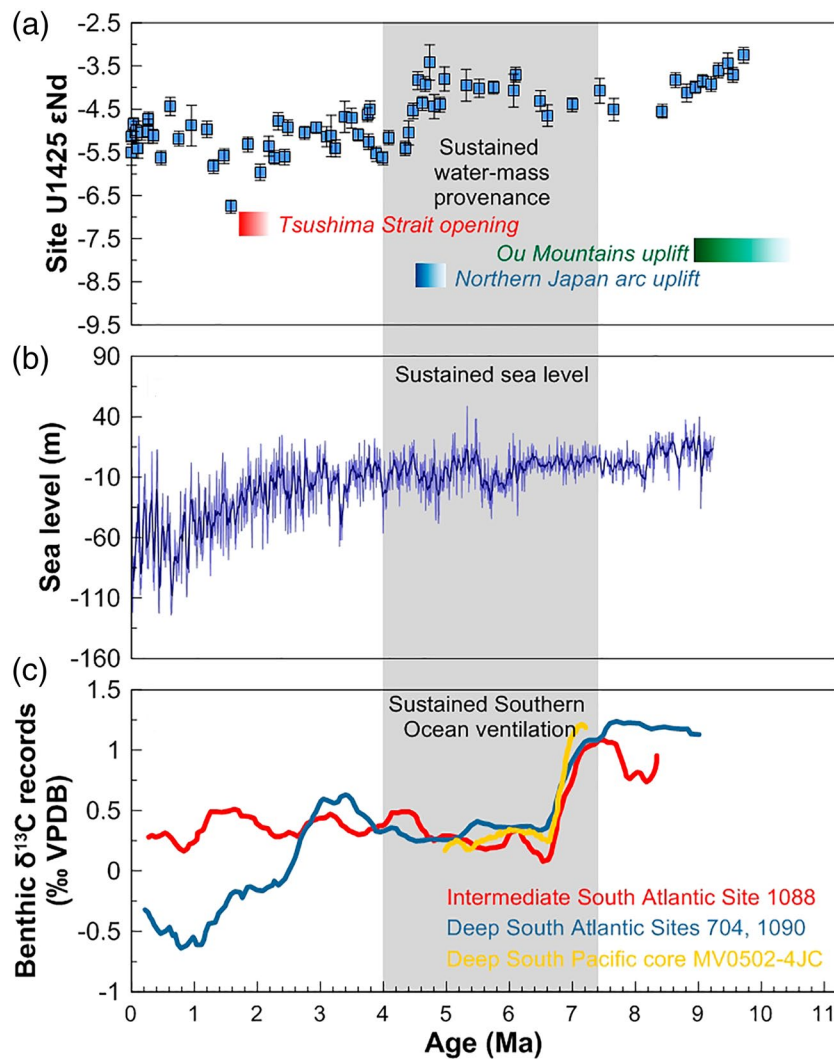 (a)
-2.5
-3.5
-4.5
-5.5
-6.5
-7.5
-8.5
-9.5
Site U1425 εNd
Sustained
water-mass
provenance
Tsushima Strait opening
Ou Mountains uplift
Northern Japan arc uplift
(b)
90
40
-10
-60
-110
-160
Sea level (m)
Sustained sea level
(c)
1.5
1
0.5
0
-0.5
-1
Benthic δ¹³C records
(‰ VPDB)
Sustained Southern
Ocean ventilation
Intermediate South Atlantic Site 1088
Deep South Atlantic Sites 704, 1090
Deep South Pacific core MV0502-4JC
0 1 2 3 4 5 6 7 8 9 10 11
Age (Ma)